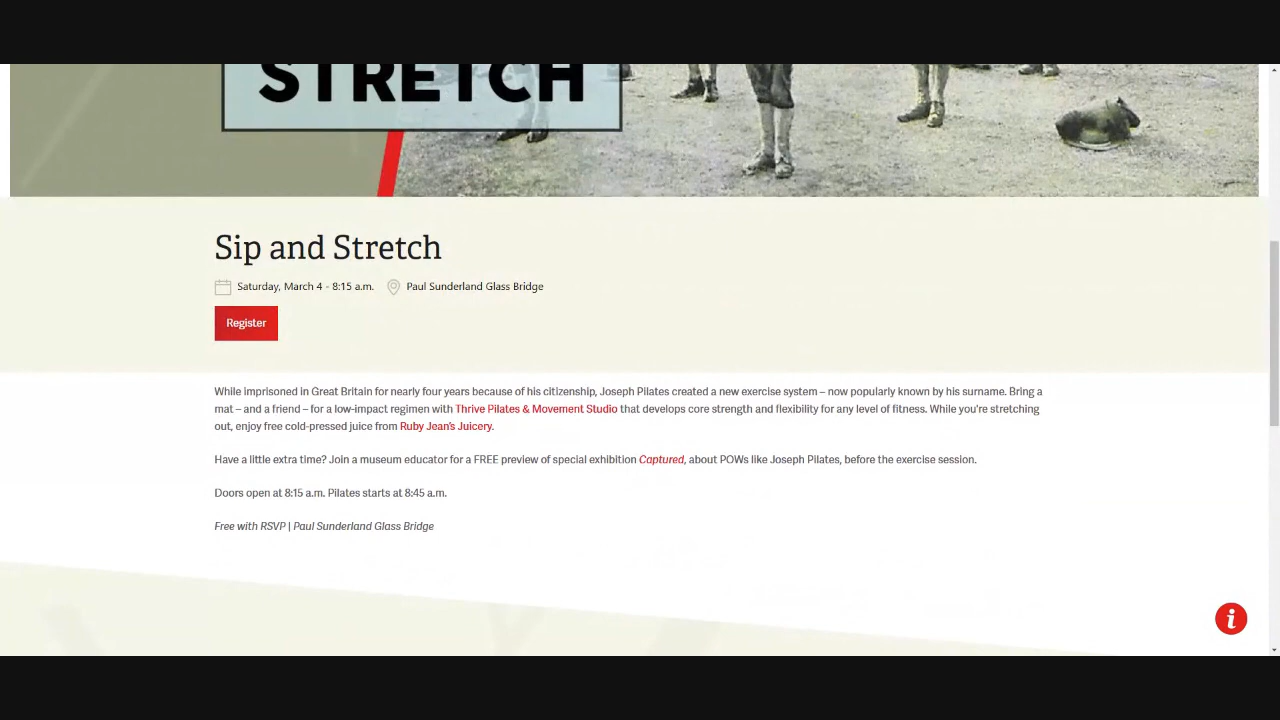 STRETCH
Sip and Stretch
Saturday, March 4 - 8:15 a.m. Paul Sunderland Glass Bridge
Register
While imprisoned in Great Britain for nearly four years because of his citizenship, Joseph Pilates created a new exercise system – now popularly known by his surname. Bring a
mat – and a friend – for a low-impact regimen with Thrive Pilates & Movement Studio that develops core strength and flexibility for any level of fitness. While you're stretching
out, enjoy free cold-pressed juice from Ruby Jean's Juicery.
Have a little extra time? Join a museum educator for a FREE preview of special exhibition Captured, about POWs like Joseph Pilates, before the exercise session.
Doors open at 8:15 a.m. Pilates starts at 8:45 a.m.
Free with RSVP | Paul Sunderland Glass Bridge
i